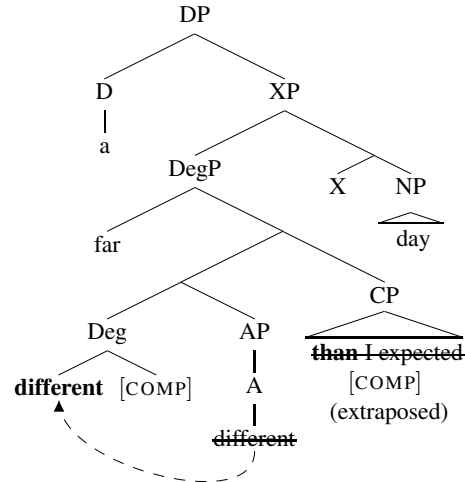 DP
D XP
a
DegP X NP
day
far
CP
Deg AP
than I expected
different [COMP] A [COMP]
(extraposed)
different